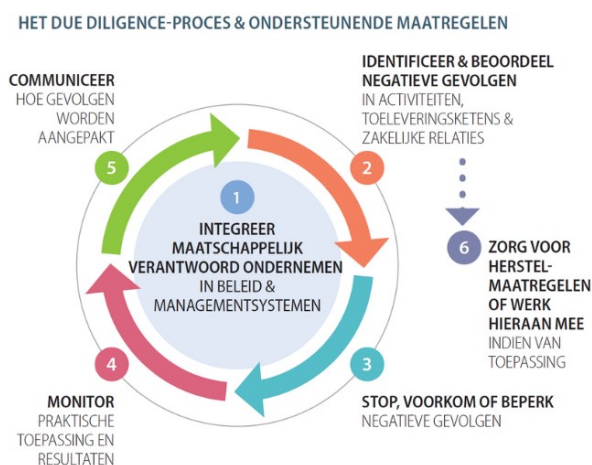 HET DUE DILIGENCE-PROCES & ONDERSTEUNENDE MAATREGELEN
1
INTEGREER
MAATSCHAPPELIJK
VERANTWOORD ONDERNEMEN
IN BELEID &
MANAGEMENTSYSTEMEN
IDENTIFICEER & BEOORDEEL
NEGATIEVE GEVOLGEN
IN ACTIVITEITEN,
TOELEVERINGSKETENS &
ZAKELIJKE RELATIES
2
3
STOP, VOORKOM OF BEPERK
NEGATIEVE GEVOLGEN
4
MONITOR
PRAKTISCHE
TOEPASSING EN
RESULTATEN
COMMUNICEER
HOE GEVOLGEN
WORDEN
AANGEPAKT
5
6
ZORG VOOR
HERSTEL-
MAATREGELEN
OF WERK
HIERAAN MEE
INDIEN VAN
TOEPASSING